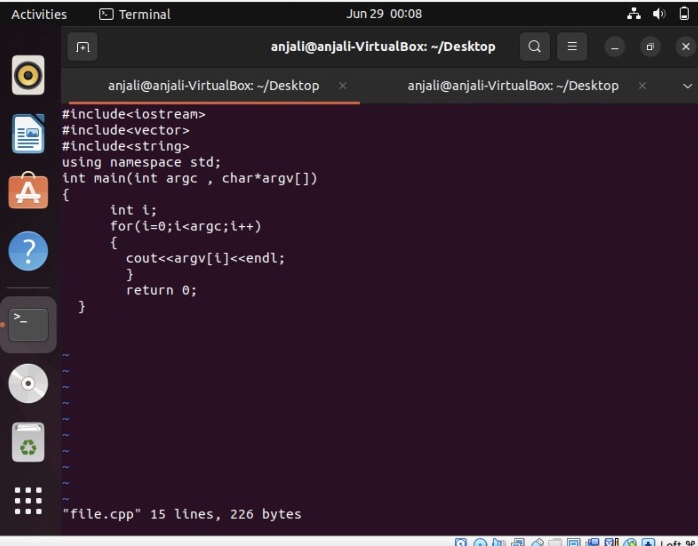 Activities
Terminal
Jun 29 00:08
anjali@anjali-VirtualBox: ~/Desktop
anjali@anjali-VirtualBox: ~/Desktop
anjali@anjali-VirtualBox: ~/Desktop
#include<iostream>
#include<vector>
#include<string>
using namespace std;
int main(int argc , char*argv[])
{
      int i;
      for(i=0;i<argc;i++)
      {
        cout<<argv[i]<<endl;
        }
        return 0;
  }
~
~
~
~
~
~
~
~
~
~
"file.cpp" 15 lines, 226 bytes
Left ⌘